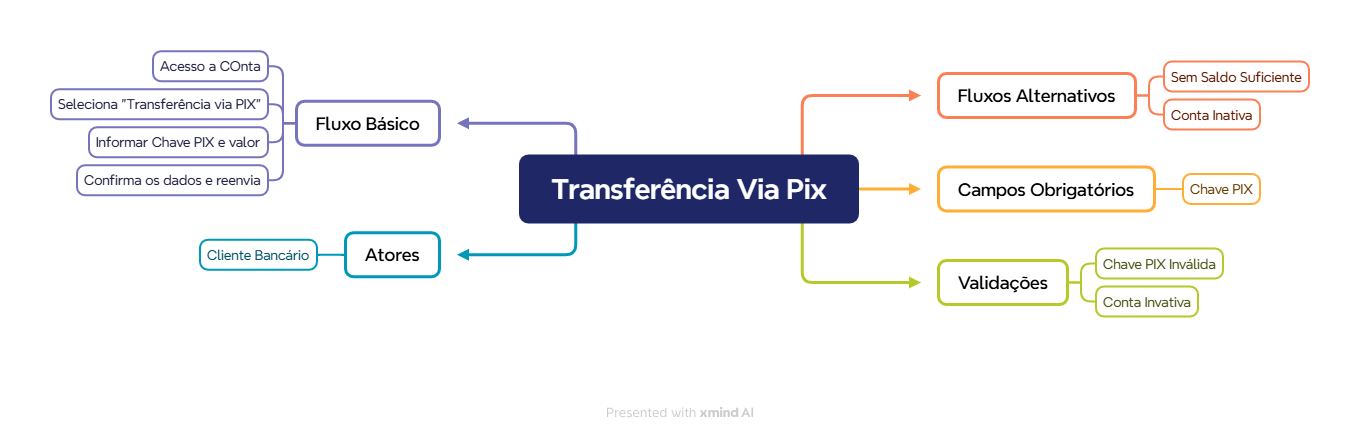 Transferência Via Pix
Fluxo Básico
Acesso a COnta
Seleciona "Transferência via PIX"
Informar Chave PIX e valor
Confirma os dados e reenvia
Atores
Cliente Bancário
Fluxos Alternativos
Sem Saldo Suficiente
Conta Inativa
Campos Obrigatórios
Chave PIX
Validações
Chave PIX Inválida
Conta Invativa
Presented with xmind AI